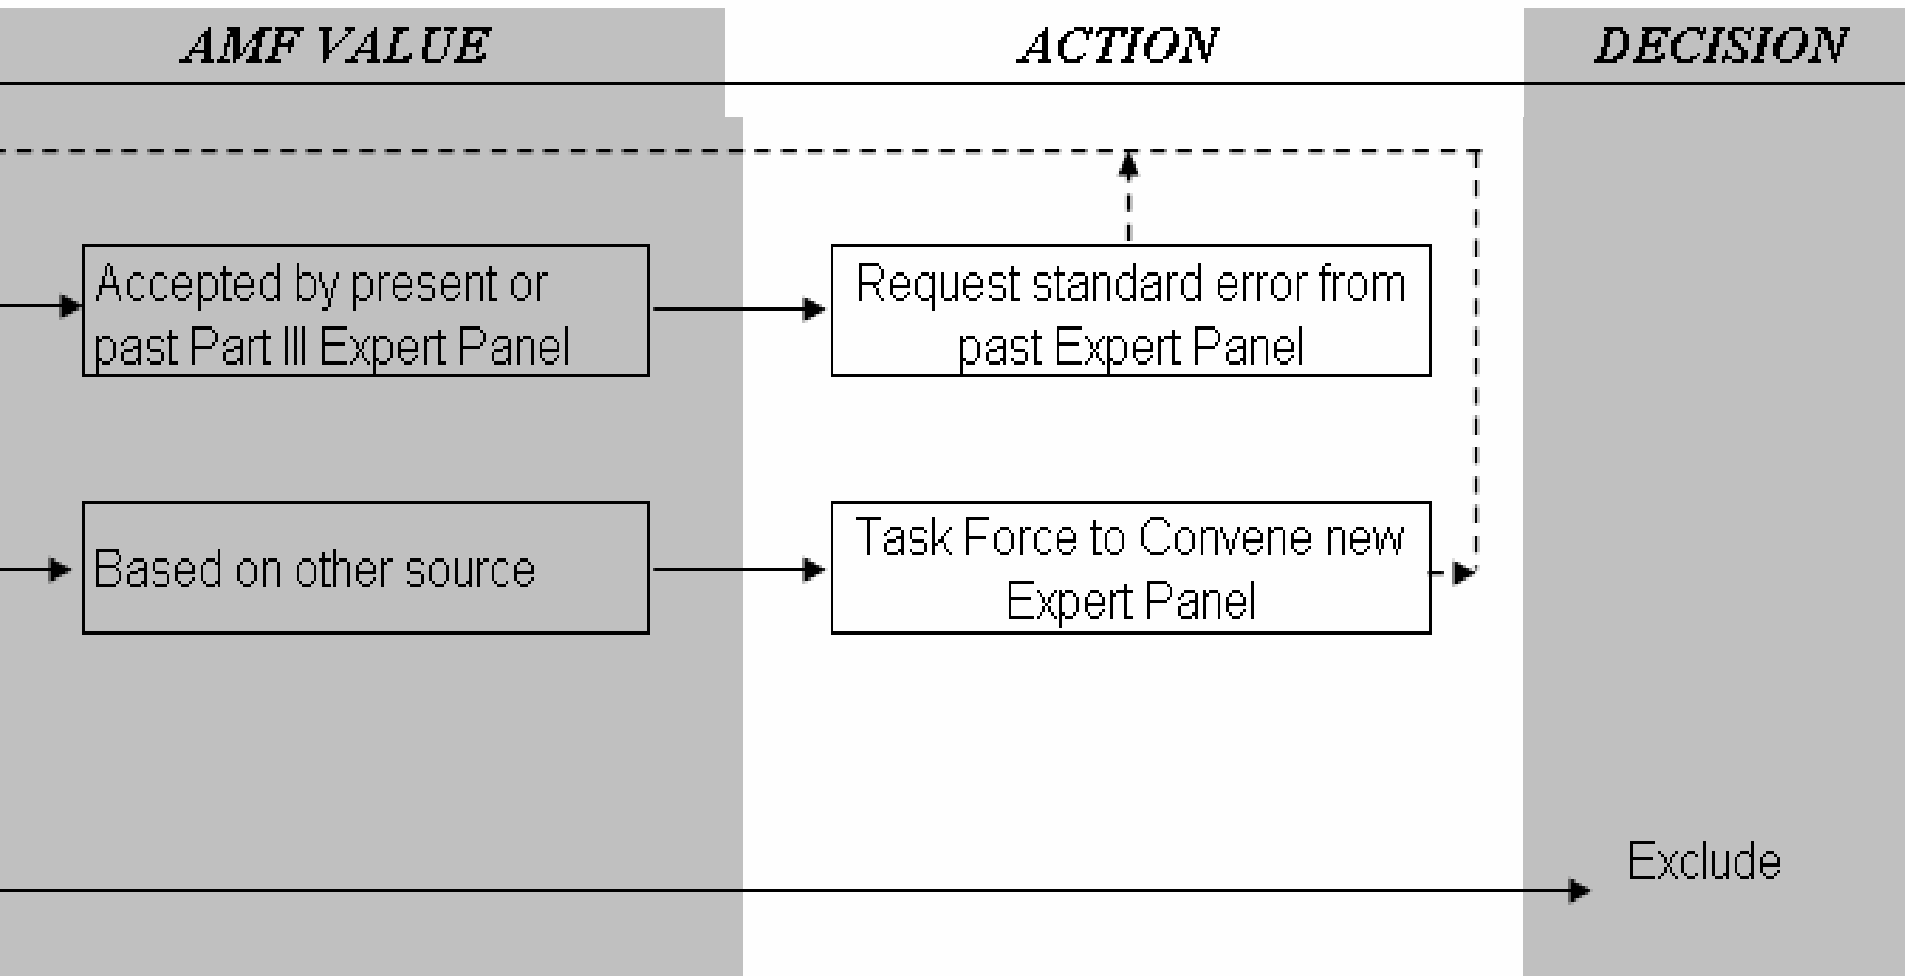 AMF VALUE
ACTION
DECISION
Accepted by present or
past Part III Expert Panel
Request standard error from
past Expert Panel
Based on other source
Task Force to Convene new
Expert Panel
Exclude